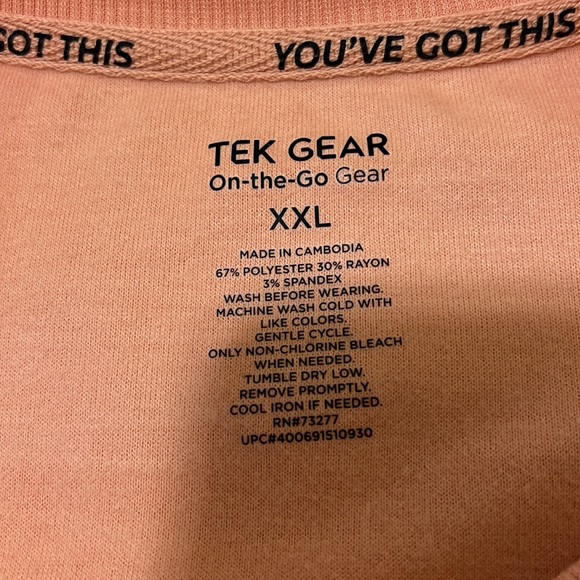 GOT THIS
YOU'VE GOT THIS
TEK GEAR
On-the-Go Gear
XXL
MADE IN CAMBODIA
67% POLYESTER 30% RAYON
3% SPANDEX
WASH BEFORE WEARING.
MACHINE WASH COLD WITH
LIKE COLORS.
GENTLE CYCLE.
ONLY NON-CHLORINE BLEACH
WHEN NEEDED.
TUMBLE DRY LOW.
REMOVE PROMPTLY.
COOL IRON IF NEEDED.
RN#73277
UPC#400691510930